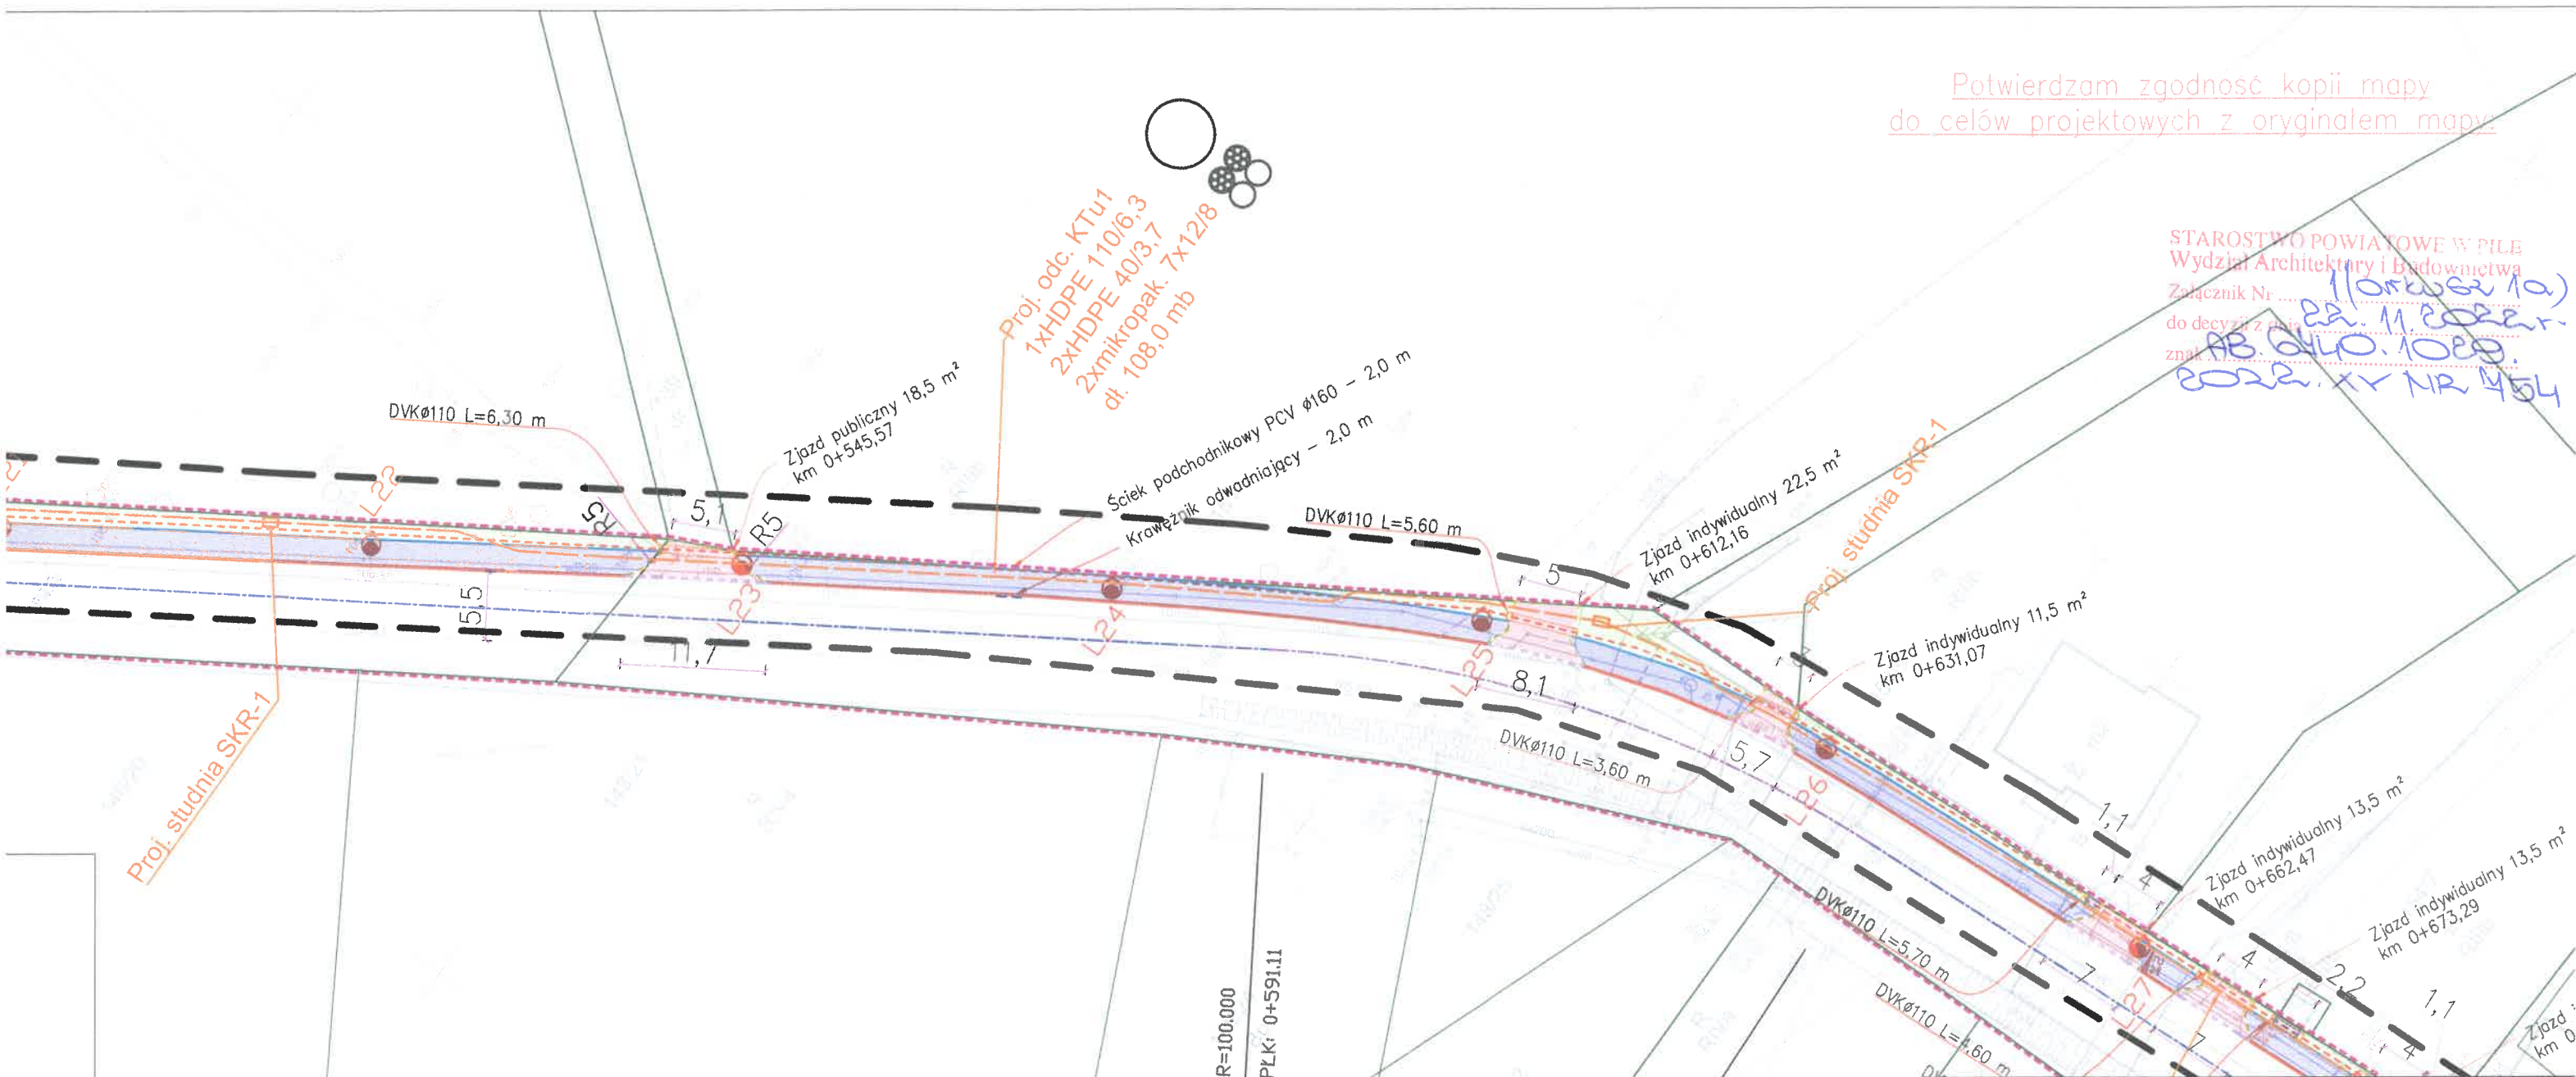 Potwierdzam zgodność kopii mapy
do celów projektowych z oryginałem mapy.
STAROSTWO POWIATOWE W PILE
Wydział Architektury i Budownictwa
Załącznik Nr 1 (arkusz 1a)
do decyzji z dnia 22.11.2022r.
znak AB.6740.1089.
2022.XV NR 754
Proj. odc. KTu1
1xHDPE 110/6,3
2xHDPE 40/3,7
2xmikropak. 7x12/8
dł. 108,0 mb
DVKø110 L=6,30 m
Zjazd publiczny 18,5 m²
km 0+545,57
Ściek podchodnikowy PCV ø160 - 2,0 m
Krawężnik odwadniający - 2,0 m
DVKø110 L=5,60 m
Zjazd indywidualny 22,5 m²
km 0+612,16
Proj. studnia SKR-1
Zjazd indywidualny 11,5 m²
km 0+631,07
L22
R5
5,1
R5
5
5,5
L23
11,7
L24
L25
8,1
DVKø110 L=3,60 m
5,7
L26
Proj. studnia SKR-1
1,1
4
Zjazd indywidualny 13,5 m²
km 0+662,47
Zjazd indywidualny 13,5 m²
km 0+673,29
DVKø110 L=5,70 m
DVKø110 L=4,60 m
7
L27
4
2,2
1,1
4
7
R=100.000
PŁK: 0+591.11
Zjazd
km 0